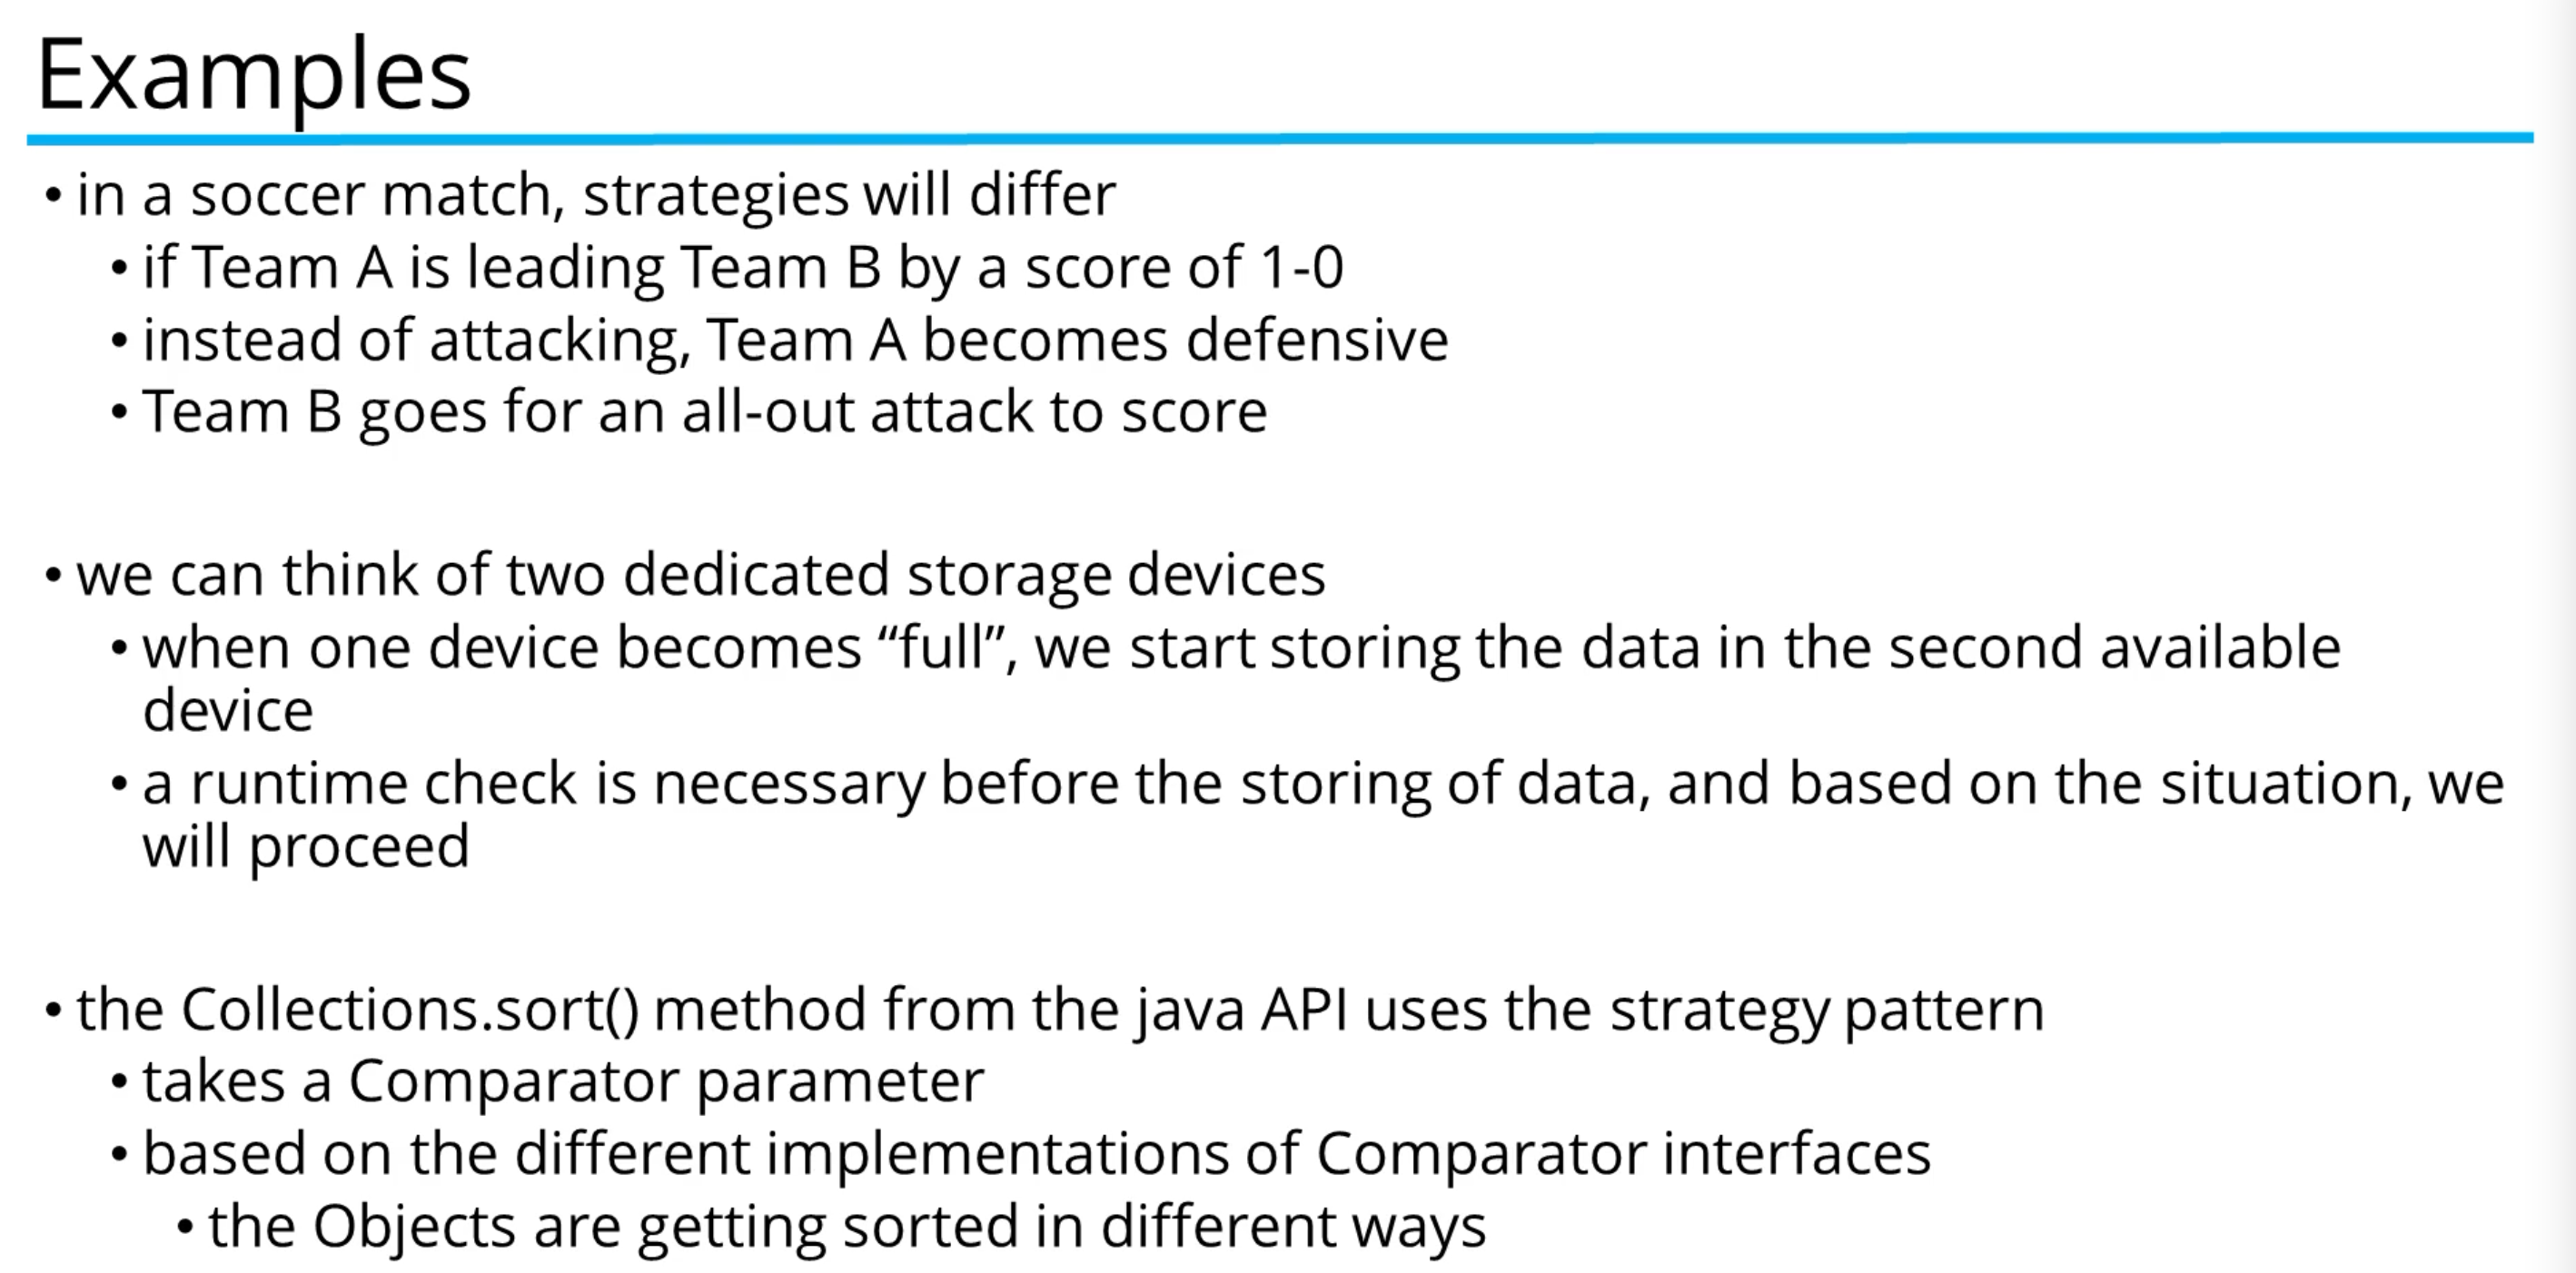 Examples
• in a soccer match, strategies will differ
• if Team A is leading Team B by a score of 1-0
• instead of attacking, Team A becomes defensive
• Team B goes for an all-out attack to score
• we can think of two dedicated storage devices
• when one device becomes “full”, we start storing the data in the second available
device
• a runtime check is necessary before the storing of data, and based on the situation, we
will proceed
• the Collections.sort() method from the java API uses the strategy pattern
• takes a Comparator parameter
• based on the different implementations of Comparator interfaces
• the Objects are getting sorted in different ways